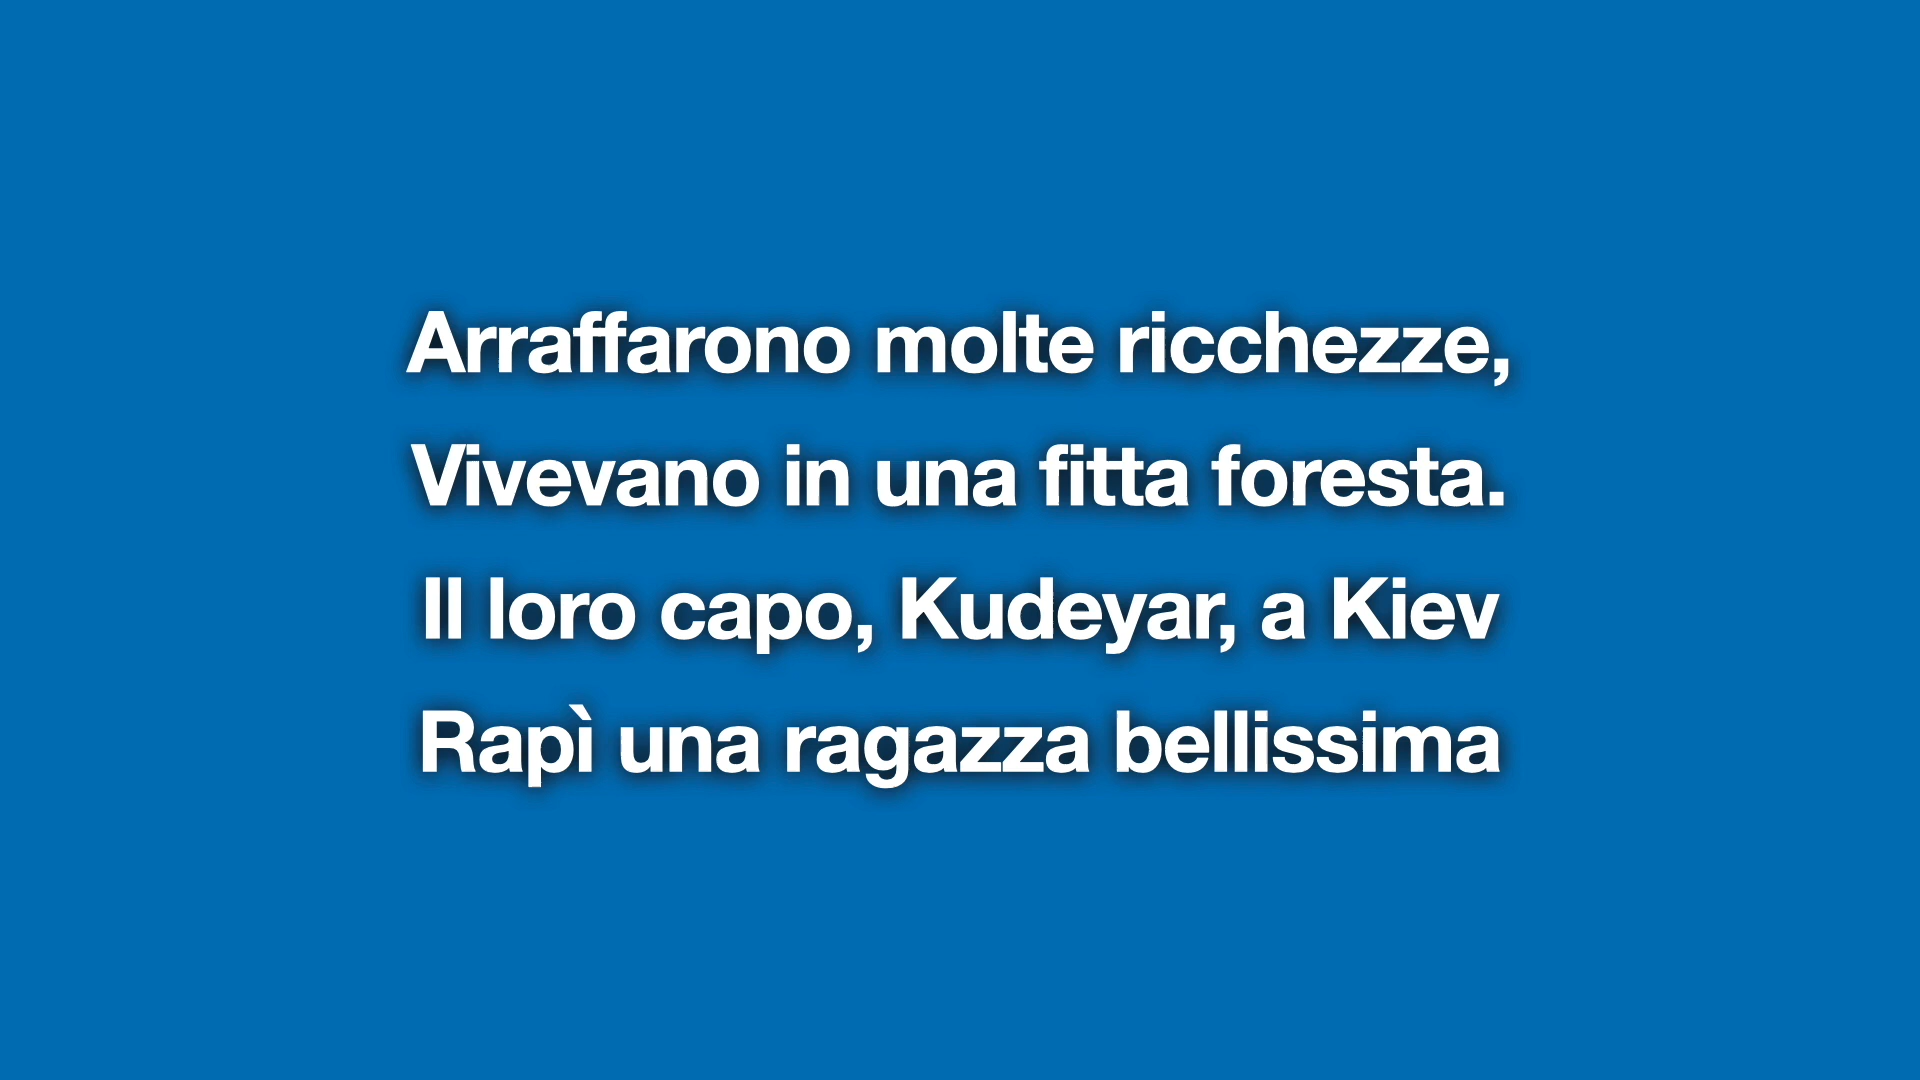 Arraffarono molte ricchezze,
Vivevano in una fitta foresta.
Il loro capo, Kudeyar, a Kiev
Rapì una ragazza bellissima